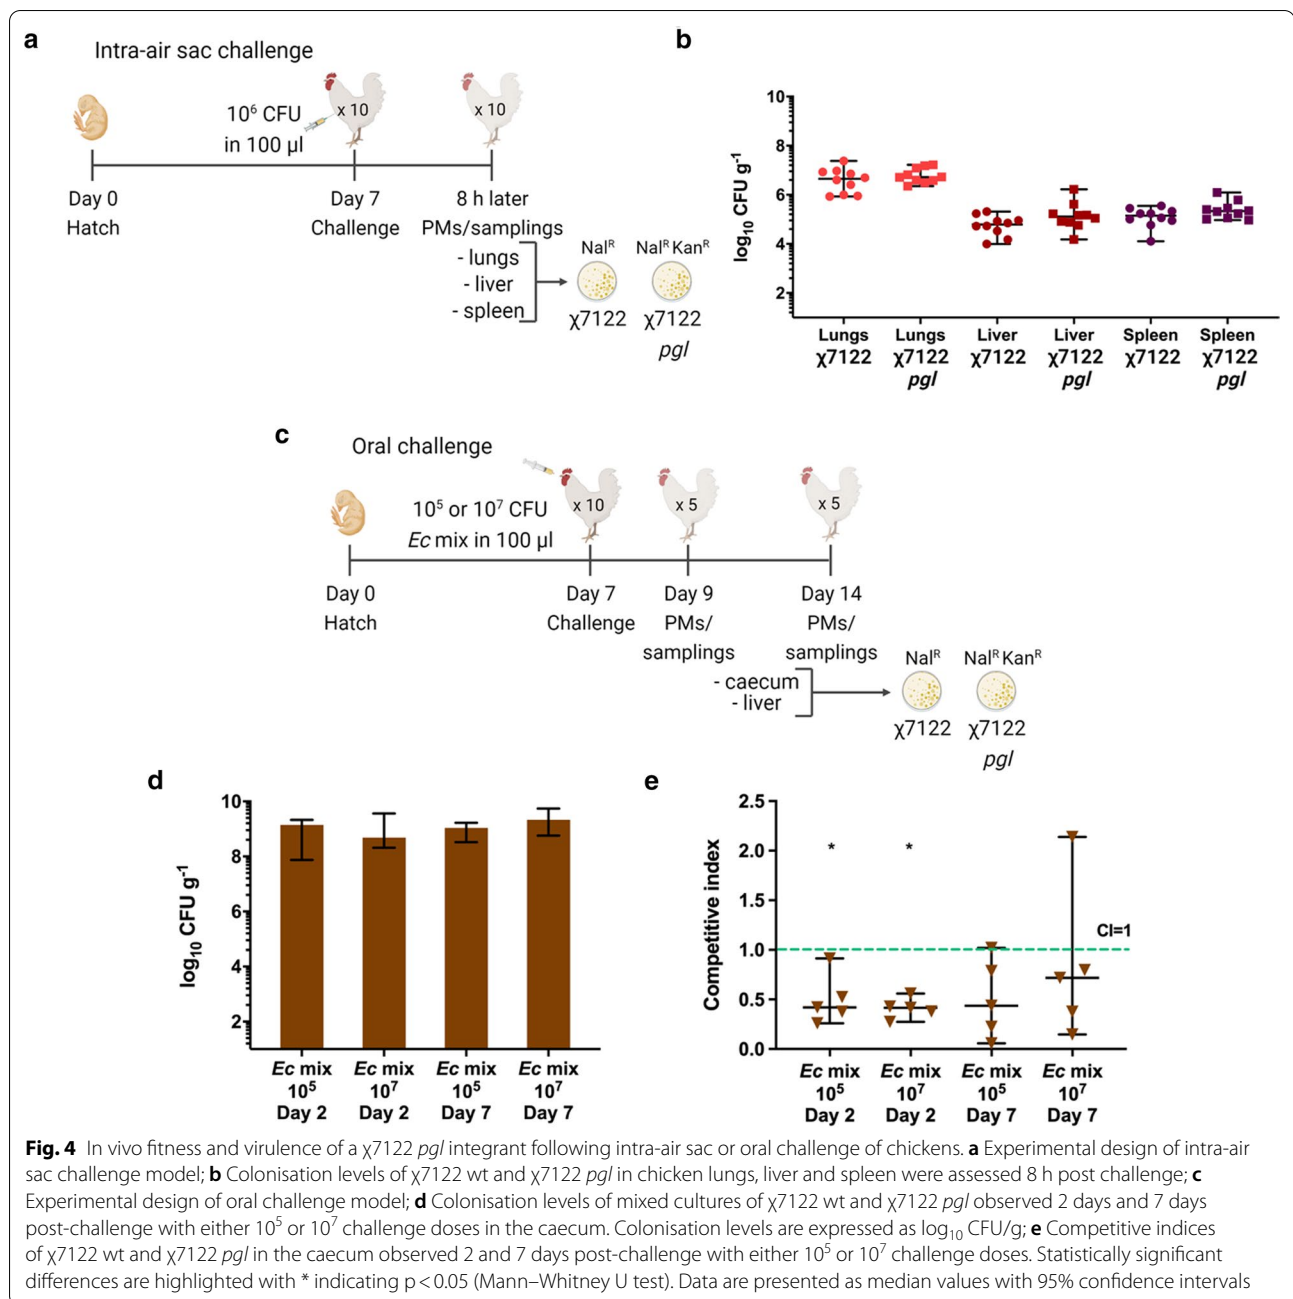 a
Intra-air sac challenge
10⁶ CFU
in 100 µl
x 10
x 10
Day 0
Hatch
Day 7
Challenge
8 h later
PMs/samplings
- lungs
- liver
- spleen
Nalᴿ
χ7122
Nalᴿ Kanᴿ
χ7122
pgl
b
log₁₀ CFU g⁻¹
10
8
6
4
2
Lungs
χ7122
Lungs
χ7122
pgl
Liver
χ7122
Liver
χ7122
pgl
Spleen
χ7122
Spleen
χ7122
pgl
c
Oral challenge
10⁵ or 10⁷ CFU
Ec mix in 100 µl
x 10
x 5
x 5
Day 0
Hatch
Day 7
Challenge
Day 9
PMs/
samplings
Day 14
PMs/
samplings
- caecum
- liver
Nalᴿ
χ7122
Nalᴿ Kanᴿ
χ7122
pgl
d
log₁₀ CFU g⁻¹
10
8
6
4
2
Ec mix
10⁵
Day 2
Ec mix
10⁷
Day 2
Ec mix
10⁵
Day 7
Ec mix
10⁷
Day 7
e
Competitive index
2.5
2.0
1.5
1.0
0.5
0.0
*
*
CI=1
Ec mix
10⁵
Day 2
Ec mix
10⁷
Day 2
Ec mix
10⁵
Day 7
Ec mix
10⁷
Day 7
Fig. 4 In vivo fitness and virulence of a χ7122 pgl integrant following intra-air sac or oral challenge of chickens. a Experimental design of intra-air
sac challenge model; b Colonisation levels of χ7122 wt and χ7122 pgl in chicken lungs, liver and spleen were assessed 8 h post challenge; c
Experimental design of oral challenge model; d Colonisation levels of mixed cultures of χ7122 wt and χ7122 pgl observed 2 days and 7 days
post-challenge with either 10⁵ or 10⁷ challenge doses in the caecum. Colonisation levels are expressed as log₁₀ CFU/g; e Competitive indices
of χ7122 wt and χ7122 pgl in the caecum observed 2 and 7 days post-challenge with either 10⁵ or 10⁷ challenge doses. Statistically significant
differences are highlighted with * indicating p < 0.05 (Mann–Whitney U test). Data are presented as median values with 95% confidence intervals